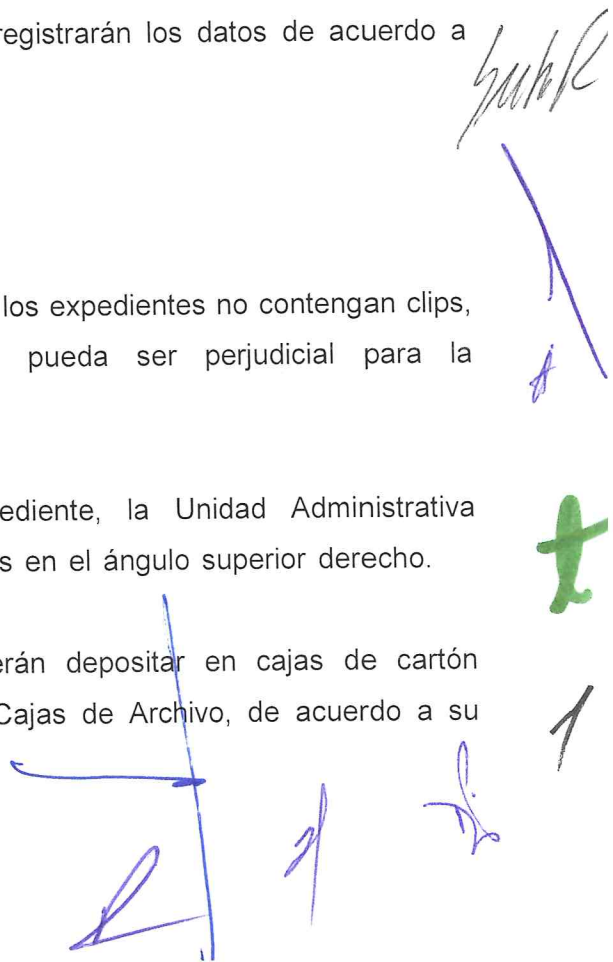 registrarán los datos de acuerdo a
los expedientes no contengan clips,
pueda ser perjudicial para la
ediente, la Unidad Administrativa
s en el ángulo superior derecho.
erán depositar en cajas de cartón
Cajas de Archivo, de acuerdo a su